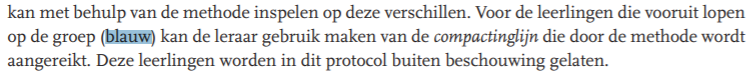 kan met behulp van de methode inspelen op deze verschillen. Voor de leerlingen die vooruit lopen
op de groep (blauw) kan de leraar gebruik maken van de compactinglijn die door de methode wordt
aangereikt. Deze leerlingen worden in dit protocol buiten beschouwing gelaten.